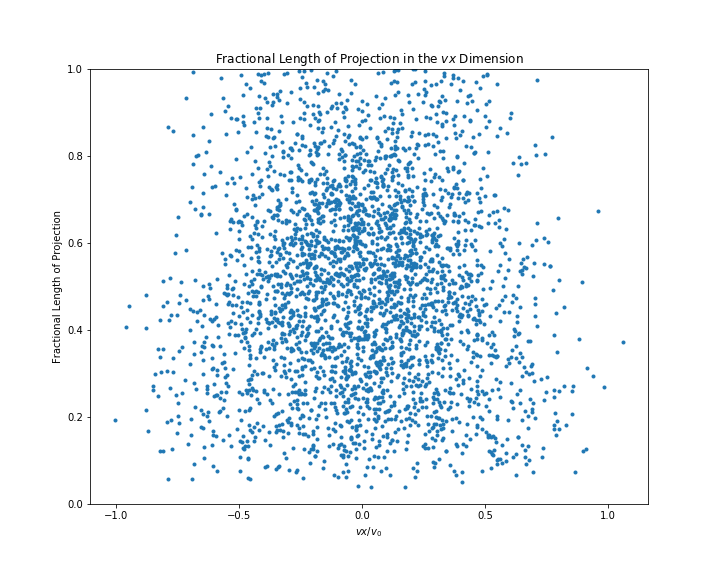 Fractional Length of Projection in the vx Dimension
Fractional Length of Projection
1.0
0.8
0.6
0.4
0.2
0.0
−1.0 −0.5 0.0 0.5 1.0
vx/v₀